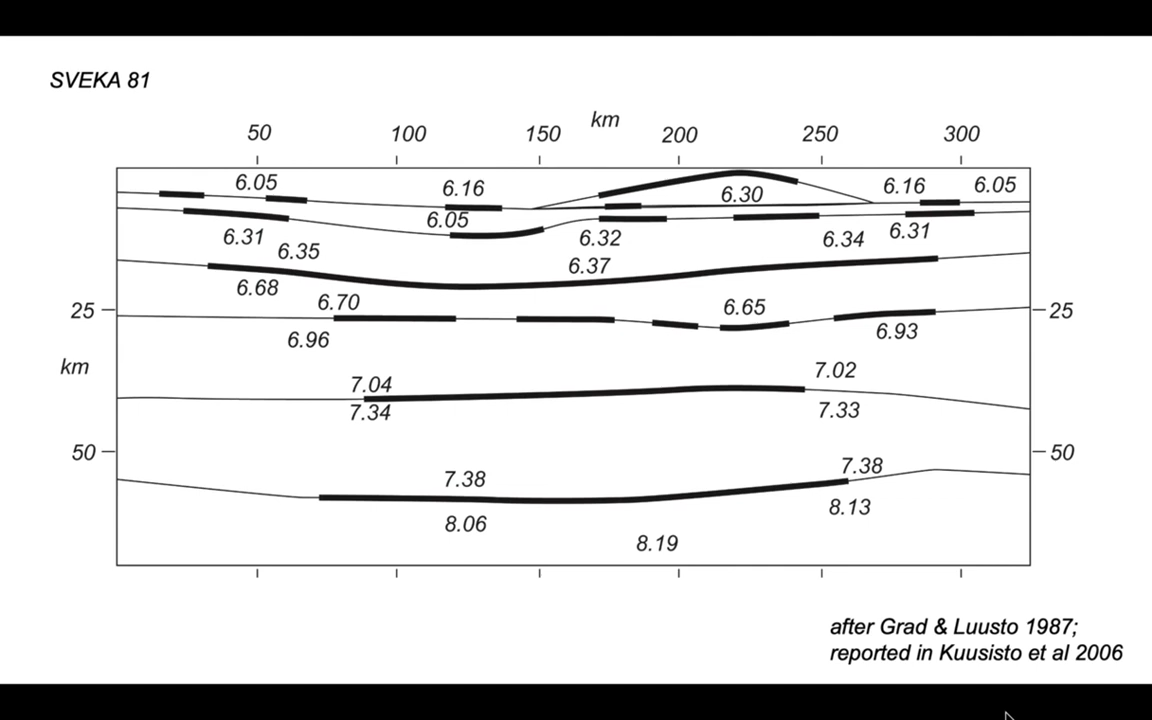 SVEKA 81
km
50 100 150 200 250 300
6.05 6.16 6.30 6.16 6.05
6.05
6.31 6.32 6.34 6.31
6.35 6.37
6.68
6.70 6.65
25 25
6.96 6.93
km
7.04 7.02
7.34 7.33
50 50
7.38 7.38
8.06 8.13
8.19
after Grad & Luusto 1987;
reported in Kuusisto et al 2006